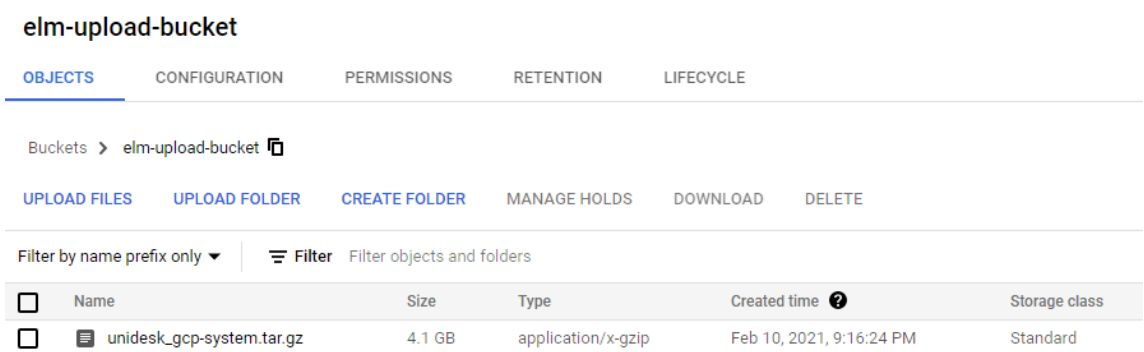 elm-upload-bucket
OBJECTS CONFIGURATION PERMISSIONS RETENTION LIFECYCLE
Buckets > elm-upload-bucket
UPLOAD FILES UPLOAD FOLDER CREATE FOLDER MANAGE HOLDS DOWNLOAD DELETE
Filter by name prefix only Filter Filter objects and folders
Name Size Type Created time ? Storage class
unidesk_gcp-system.tar.gz 4.1 GB application/x-gzip Feb 10, 2021, 9:16:24 PM Standard